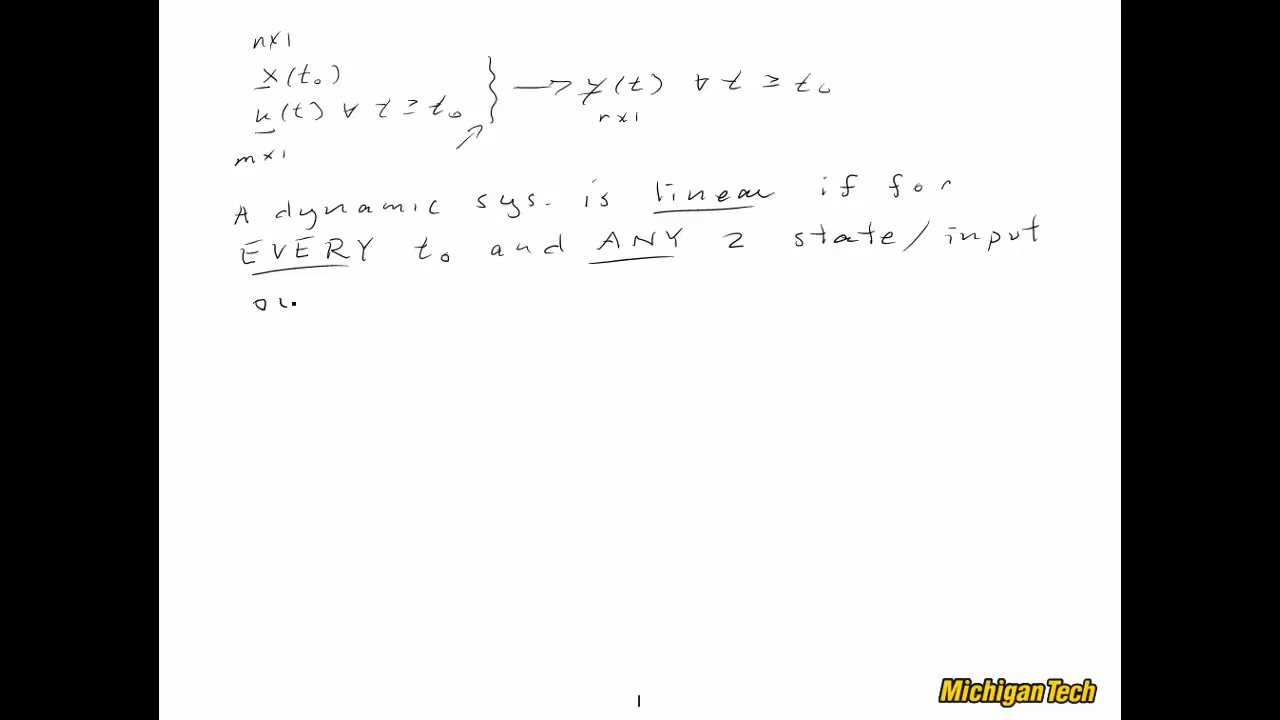 n×1
x(t₀)
u(t) ∀ t ≥ t₀ } → y(t) ∀ t ≥ t₀
r×1
m×1
A dynamic sys. is linear if for
EVERY t₀ and ANY 2 state/input
ou
1
Michigan Tech